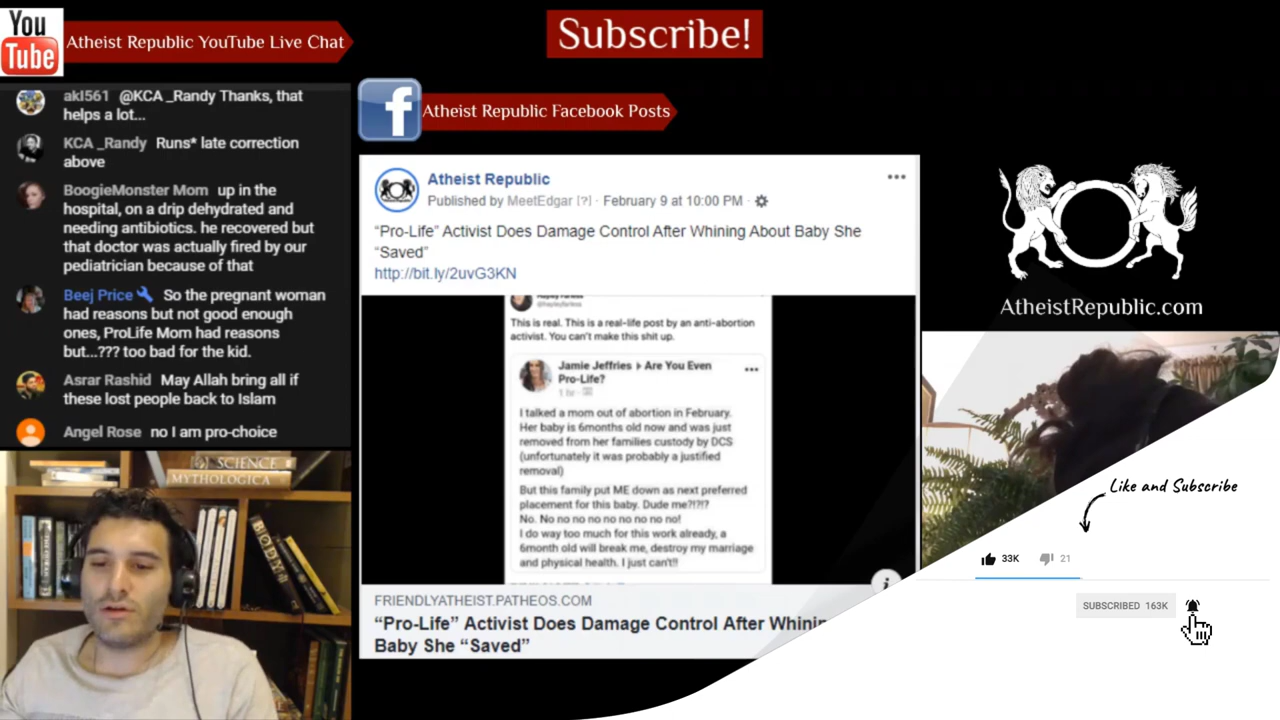 You
Tube
Atheist Republic YouTube Live Chat
Subscribe!
akl561 @KCA _Randy Thanks, that
helps a lot...
KCA _Randy Runs* late correction
above
BoogieMonster Mom up in the
hospital, on a drip dehydrated and
needing antibiotics. he recovered but
that doctor was actually fired by our
pediatrician because of that
Beej Price So the pregnant woman
had reasons but not good enough
ones, ProLife Mom had reasons
but...??? too bad for the kid.
Asrar Rashid May Allah bring all if
these lost people back to Islam
Angel Rose no I am pro-choice
SCIENCE
MYTHOLOGICA
BODY
f
Atheist Republic Facebook Posts
Atheist Republic
Published by MeetEdgar [?] · February 9 at 10:00 PM ·
“Pro-Life” Activist Does Damage Control After Whining About Baby She
“Saved”
http://bit.ly/2uvG3KN
This is real. This is a real-life post by an anti-abortion
activist. You can't make this shit up.
Jamie Jeffries ▸ Are You Even
Pro-Life?
1 hr ·
I talked a mom out of abortion in February.
Her baby is 6months old now and was just
removed from her families custody by DCS
(unfortunately it was probably a justified
removal)
But this family put ME down as next preferred
placement for this baby. Dude me?!?!?
No. No no no no no no no no!
I do way too much for this work already, a
6month old will break me, destroy my marriage
and physical health. I just can't!!
i
FRIENDLYATHEIST.PATHEOS.COM
“Pro-Life” Activist Does Damage Control After Whinin
Baby She “Saved”
AtheistRepublic.com
Like and Subscribe
33K 21
SUBSCRIBED 163K